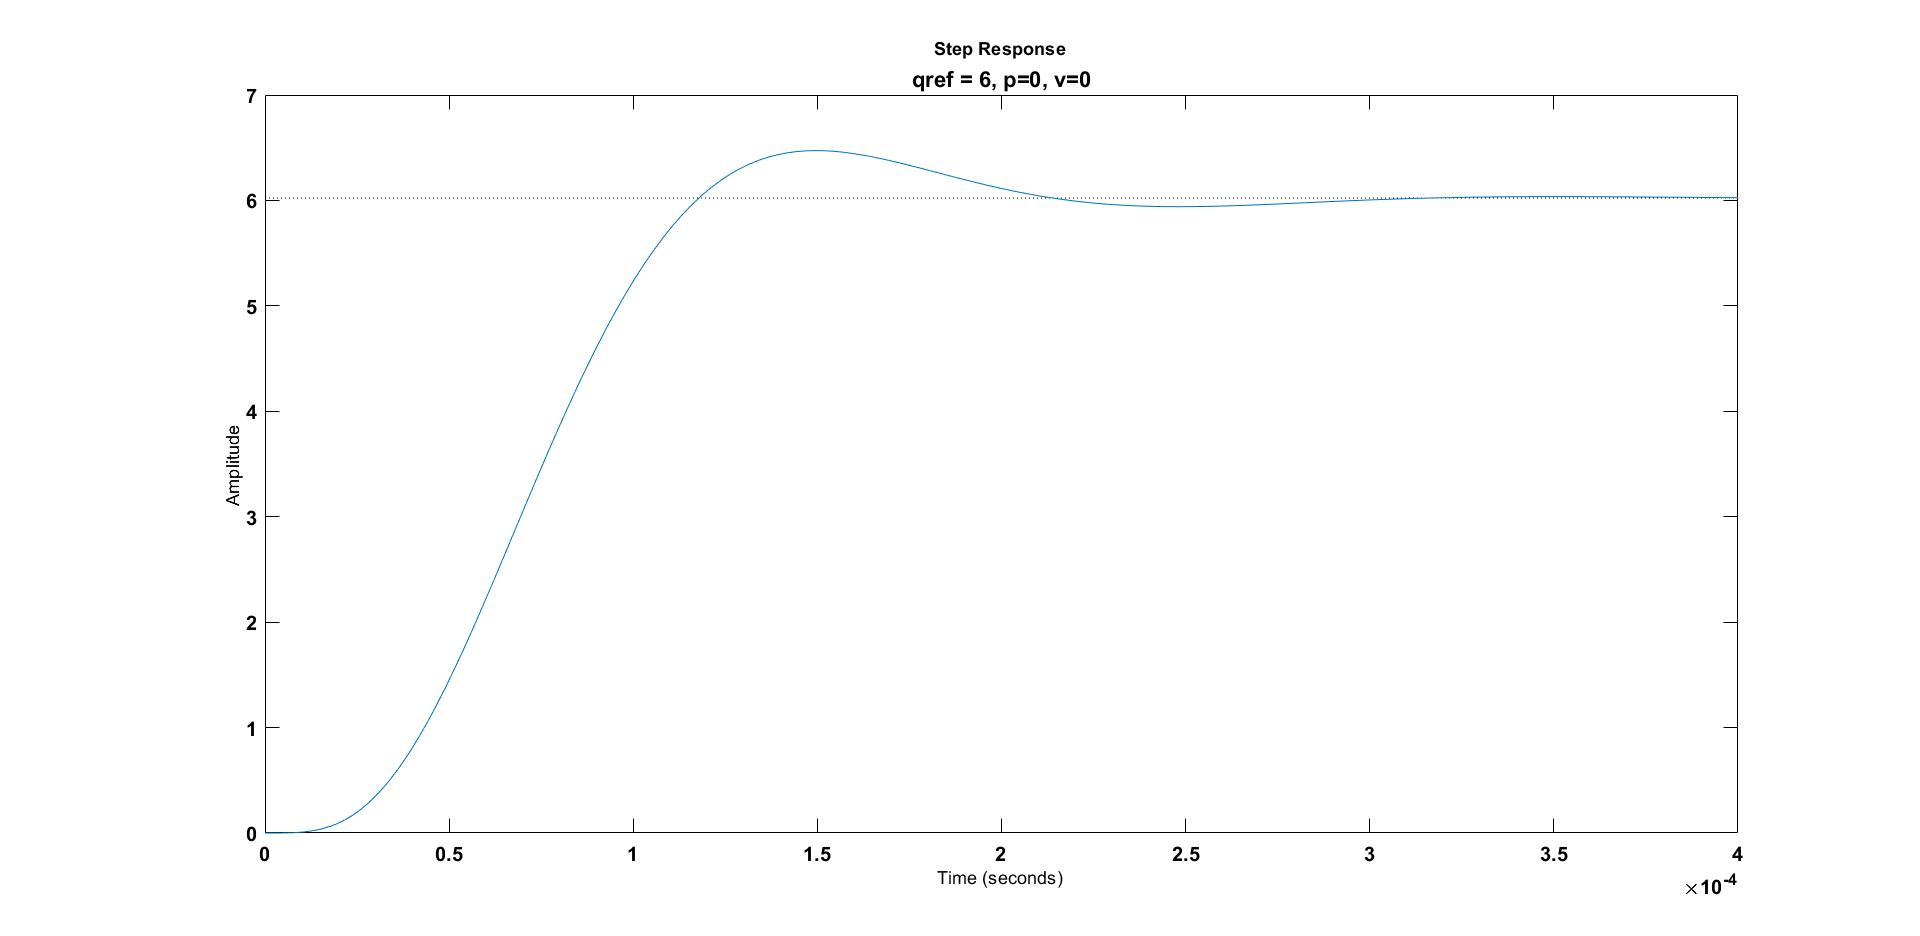 Step Response
qref = 6, p=0, v=0
7
6
5
4
3
2
1
0
Amplitude
0 0.5 1 1.5 2 2.5 3 3.5 4
Time (seconds)
×10-4